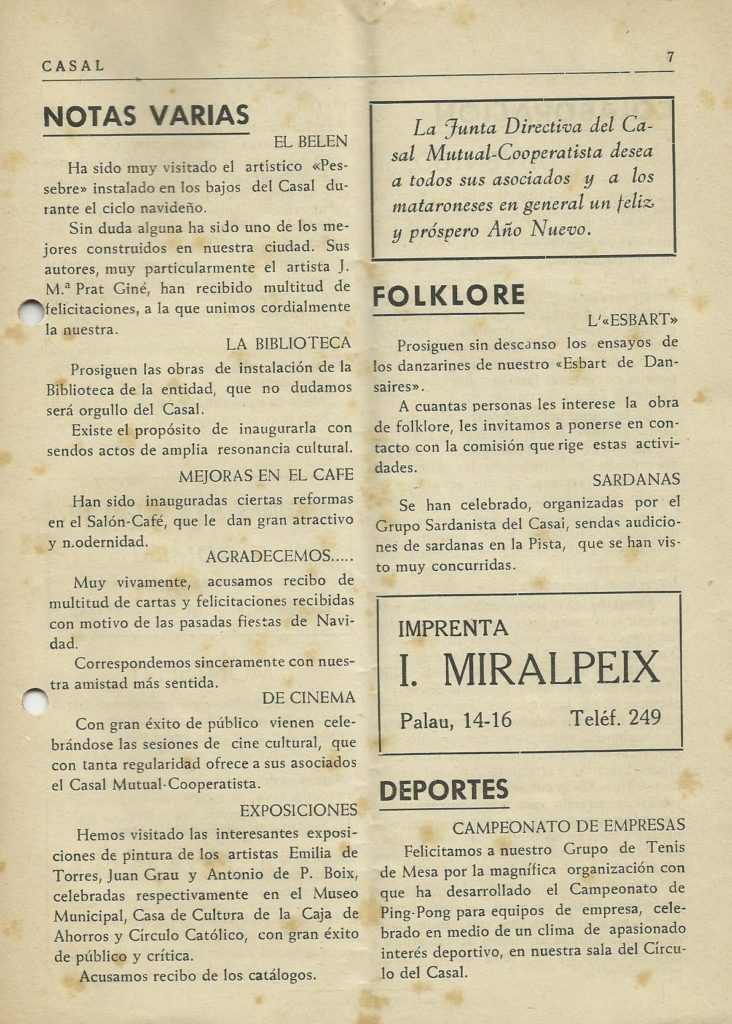 CASAL
7
NOTAS VARIAS
EL BELEN
Ha sido muy visitado el artístico «Pes-
sebre» instalado en los bajos del Casal du-
rante el ciclo navideño.
Sin duda alguna ha sido uno de los me-
jores construidos en nuestra ciudad. Sus
autores, muy particularmente el artista J.
M.ª Prat Giné, han recibido multitud de
felicitaciones, a la que unimos cordialmente
la nuestra.
LA BIBLIOTECA
Prosiguen las obras de instalación de la
Biblioteca de la entidad, que no dudamos
será orgullo del Casal.
Existe el propósito de inaugurarla con
sendos actos de amplia resonancia cultural.
MEJORAS EN EL CAFE
Han sido inauguradas ciertas reformas
en el Salón-Café, que le dan gran atractivo
y n.odernidad.
AGRADECEMOS.....
Muy vivamente, acusamos recibo de
multitud de cartas y felicitaciones recibidas
con motivo de las pasadas fiestas de Navi-
dad.
Correspondemos sinceramente con nues-
tra amistad más sentida.
DE CINEMA
Con gran éxito de público vienen cele-
brándose las sesiones de cine cultural, que
con tanta regularidad ofrece a sus asociados
el Casal Mutual-Cooperatista.
EXPOSICIONES
Hemos visitado las interesantes exposi-
ciones de pintura de los artistas Emilia de
Torres, Juan Grau y Antonio de P. Boix,
celebradas respectivamente en el Museo
Municipal, Casa de Cultura de la Caja de
Ahorros y Círculo Católico, con gran éxito
de público y crítica.
Acusamos recibo de los catálogos.
La Junta Directiva del Ca-
sal Mutual-Cooperatista desea
a todos sus asociados y a los
mataroneses en general un feliz
y próspero Año Nuevo.
FOLKLORE
L'«ESBART»
Prosiguen sin descanso los ensayos de
los danzarines de nuestro «Esbart de Dan-
saires».
A cuantas personas les interese la obra
de folklore, les invitamos a ponerse en con-
tacto con la comisión que rige estas activi-
dades.
SARDANAS
Se han celebrado, organizadas por el
Grupo Sardanista del Casai, sendas audicio-
nes de sardanas en la Pista, que se han vis-
to muy concurridas.
IMPRENTA
I. MIRALPEIX
Palau, 14-16 Teléf. 249
DEPORTES
CAMPEONATO DE EMPRESAS
Felicitamos a nuestro Grupo de Tenis
de Mesa por la magnífica organización con
que ha desarrollado el Campeonato de
Ping-Pong para equipos de empresa, cele-
brado en medio de un clima de apasionado
interés deportivo, en nuestra sala del Círcu-
lo del Casal.